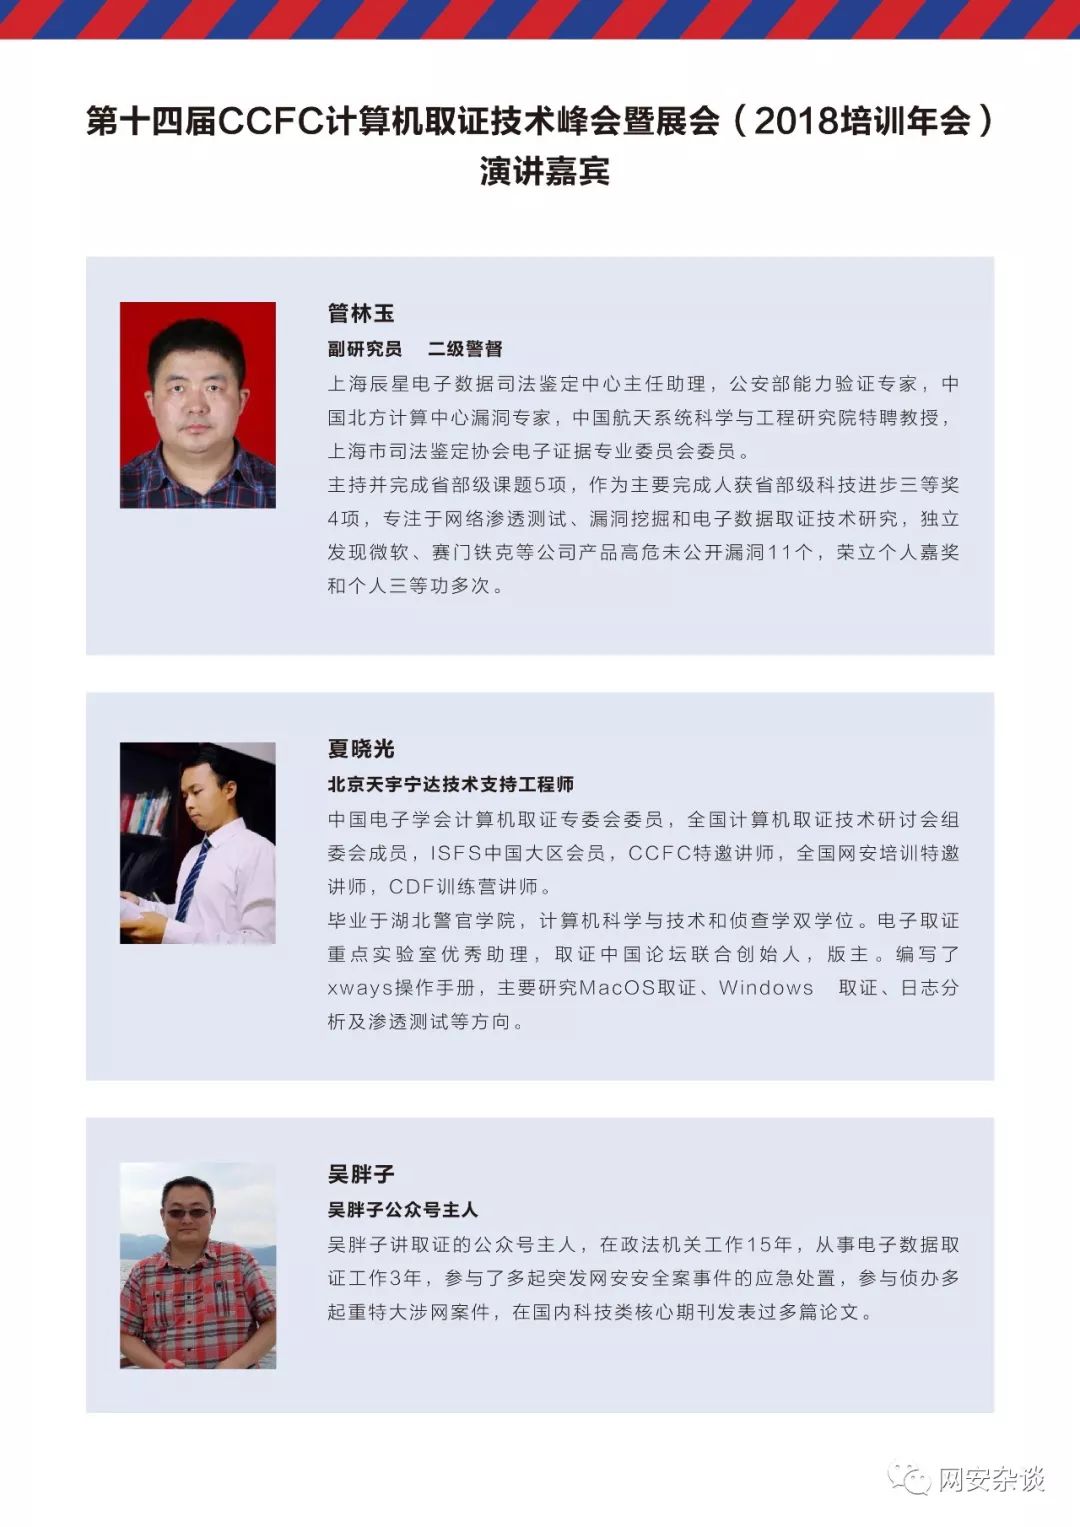 第十四届CCFC计算机取证技术峰会暨展会（2018培训年会）
演讲嘉宾
管林玉
副研究员 二级警督
上海辰星电子数据司法鉴定中心主任助理，公安部能力验证专家，中
国北方计算中心漏洞专家，中国航天系统科学与工程研究院特聘教授，
上海市司法鉴定协会电子证据专业委员会委员。
主持并完成省部级课题5项，作为主要完成人获省部级科技进步三等奖
4项，专注于网络渗透测试、漏洞挖掘和电子数据取证技术研究，独立
发现微软、赛门铁克等公司产品高危未公开漏洞11个，荣立个人嘉奖
和个人三等功多次。
夏晓光
北京天宇宁达技术支持工程师
中国电子学会计算机取证专委会委员，全国计算机取证技术研讨会组
委会成员，ISFS中国大区会员，CCFC特邀讲师，全国网安培训特邀
讲师，CDF训练营讲师。
毕业于湖北警官学院，计算机科学与技术和侦查学双学位。电子取证
重点实验室优秀助理，取证中国论坛联合创始人，版主。编写了
xways操作手册，主要研究MacOS取证、Windows 取证、日志分
析及渗透测试等方向。
吴胖子
吴胖子公众号主人
吴胖子讲取证的公众号主人，在政法机关工作15年，从事电子数据取
证工作3年，参与了多起突发网安安全案事件的应急处置，参与侦办多
起重特大涉网案件，在国内科技类核心期刊发表过多篇论文。
网安杂谈